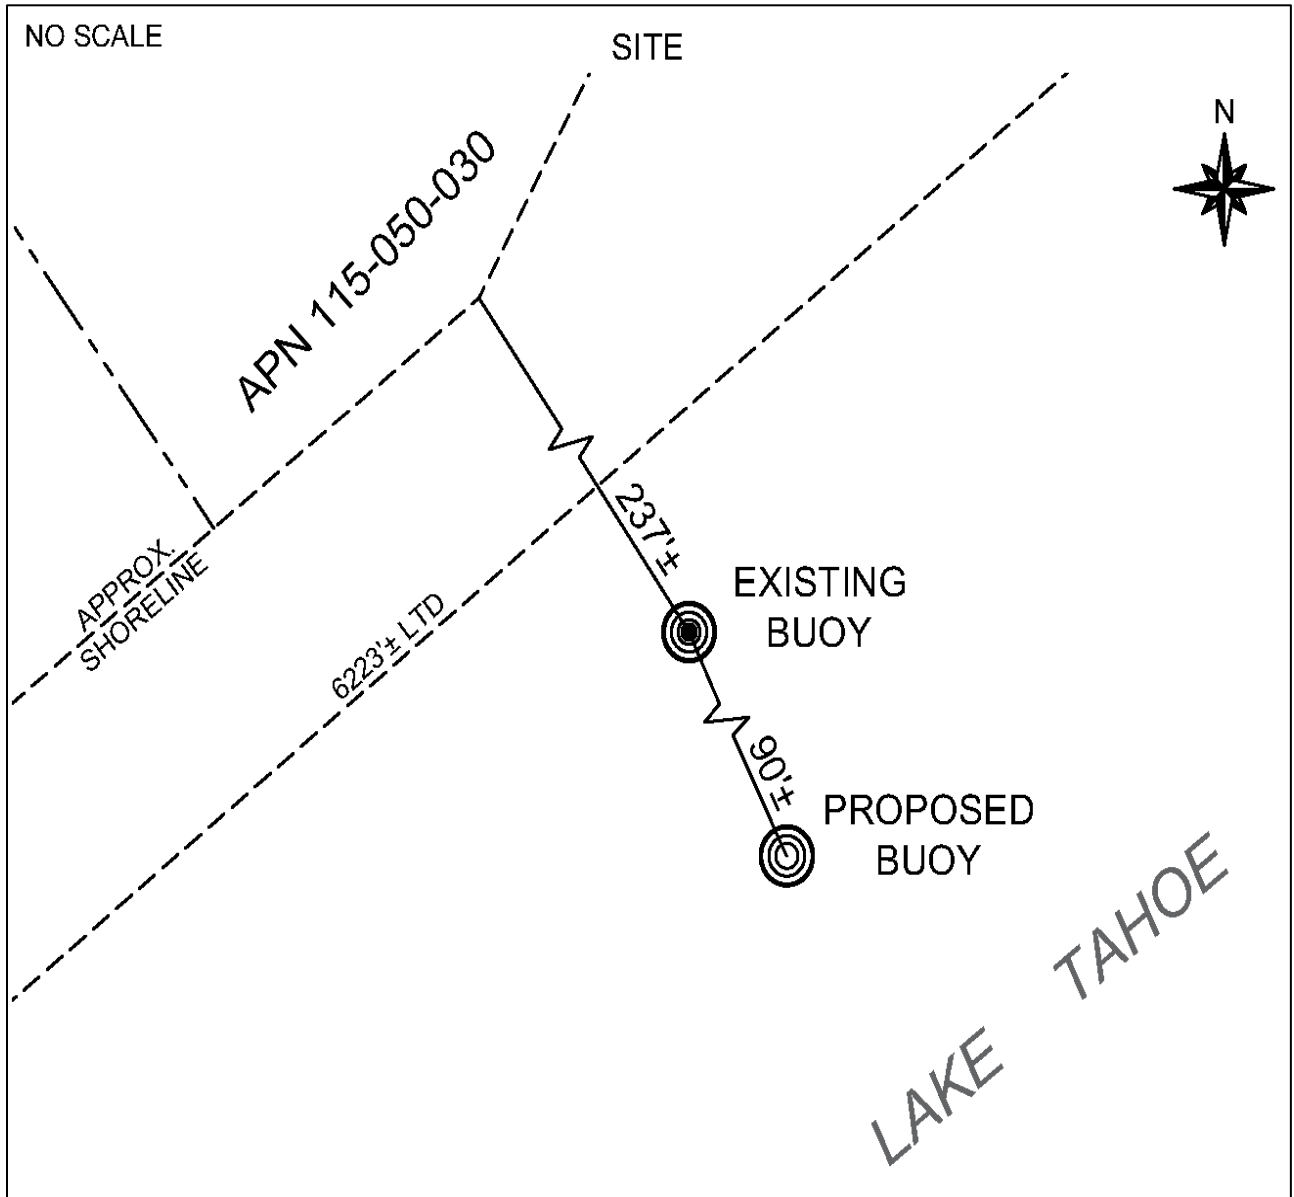 NO SCALE
SITE
N
APN 115-050-030
APPROX.
SHORELINE
6223'± LTD
237'±
EXISTING
BUOY
90'±
PROPOSED
BUOY
LAKE TAHOE